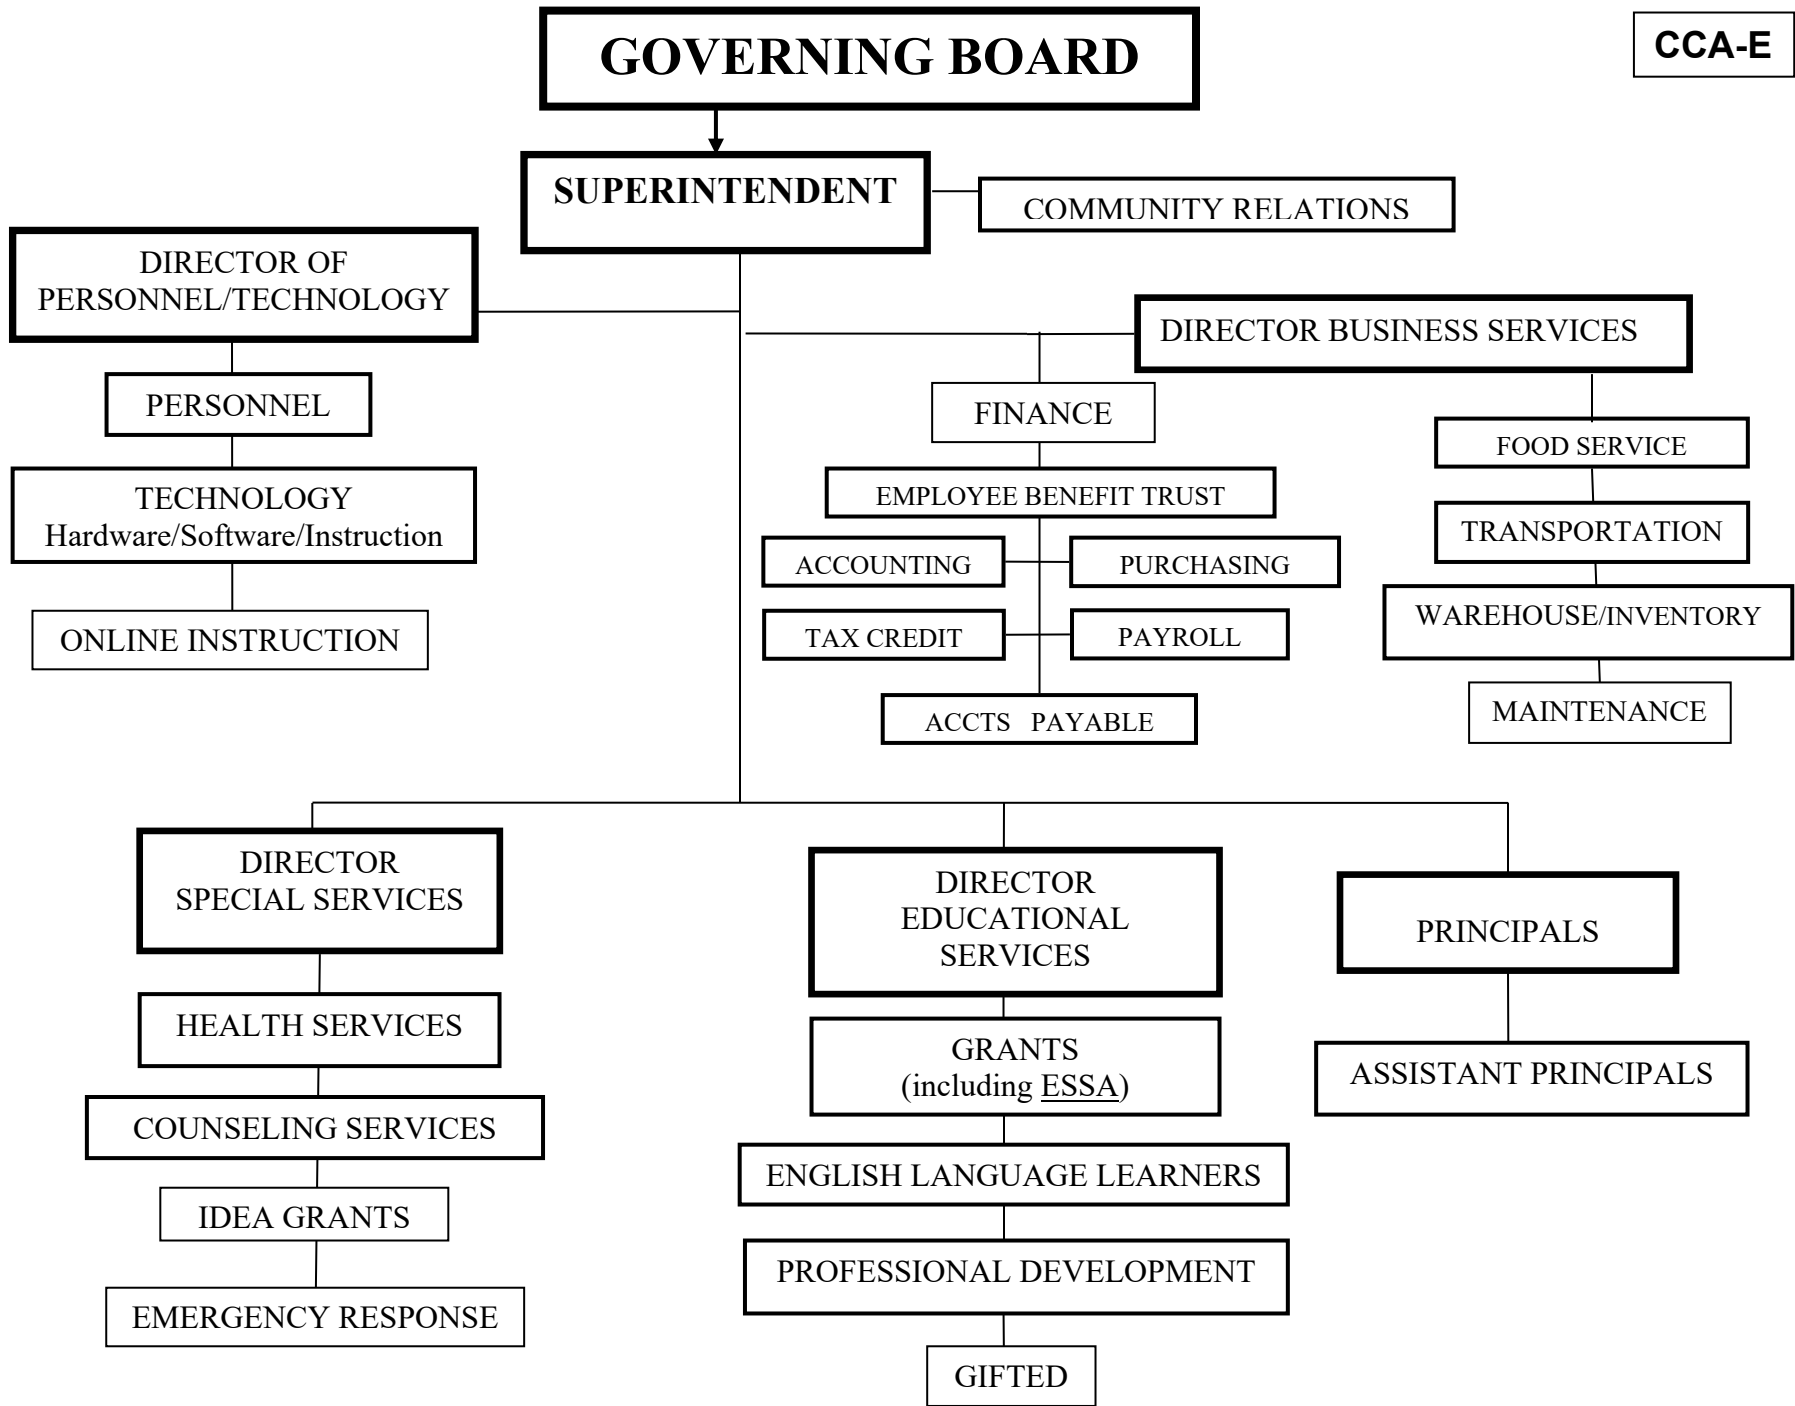 GOVERNING BOARD
CCA-E
SUPERINTENDENT
COMMUNITY RELATIONS
DIRECTOR OF
PERSONNEL/TECHNOLOGY
DIRECTOR BUSINESS SERVICES
PERSONNEL
FINANCE
FOOD SERVICE
TECHNOLOGY
Hardware/Software/Instruction
EMPLOYEE BENEFIT TRUST
TRANSPORTATION
ACCOUNTING
PURCHASING
WAREHOUSE/INVENTORY
ONLINE INSTRUCTION
TAX CREDIT
PAYROLL
MAINTENANCE
ACCTS PAYABLE
DIRECTOR
SPECIAL SERVICES
DIRECTOR
EDUCATIONAL
SERVICES
PRINCIPALS
HEALTH SERVICES
GRANTS
(including ESSA)
ASSISTANT PRINCIPALS
COUNSELING SERVICES
ENGLISH LANGUAGE LEARNERS
IDEA GRANTS
PROFESSIONAL DEVELOPMENT
EMERGENCY RESPONSE
GIFTED